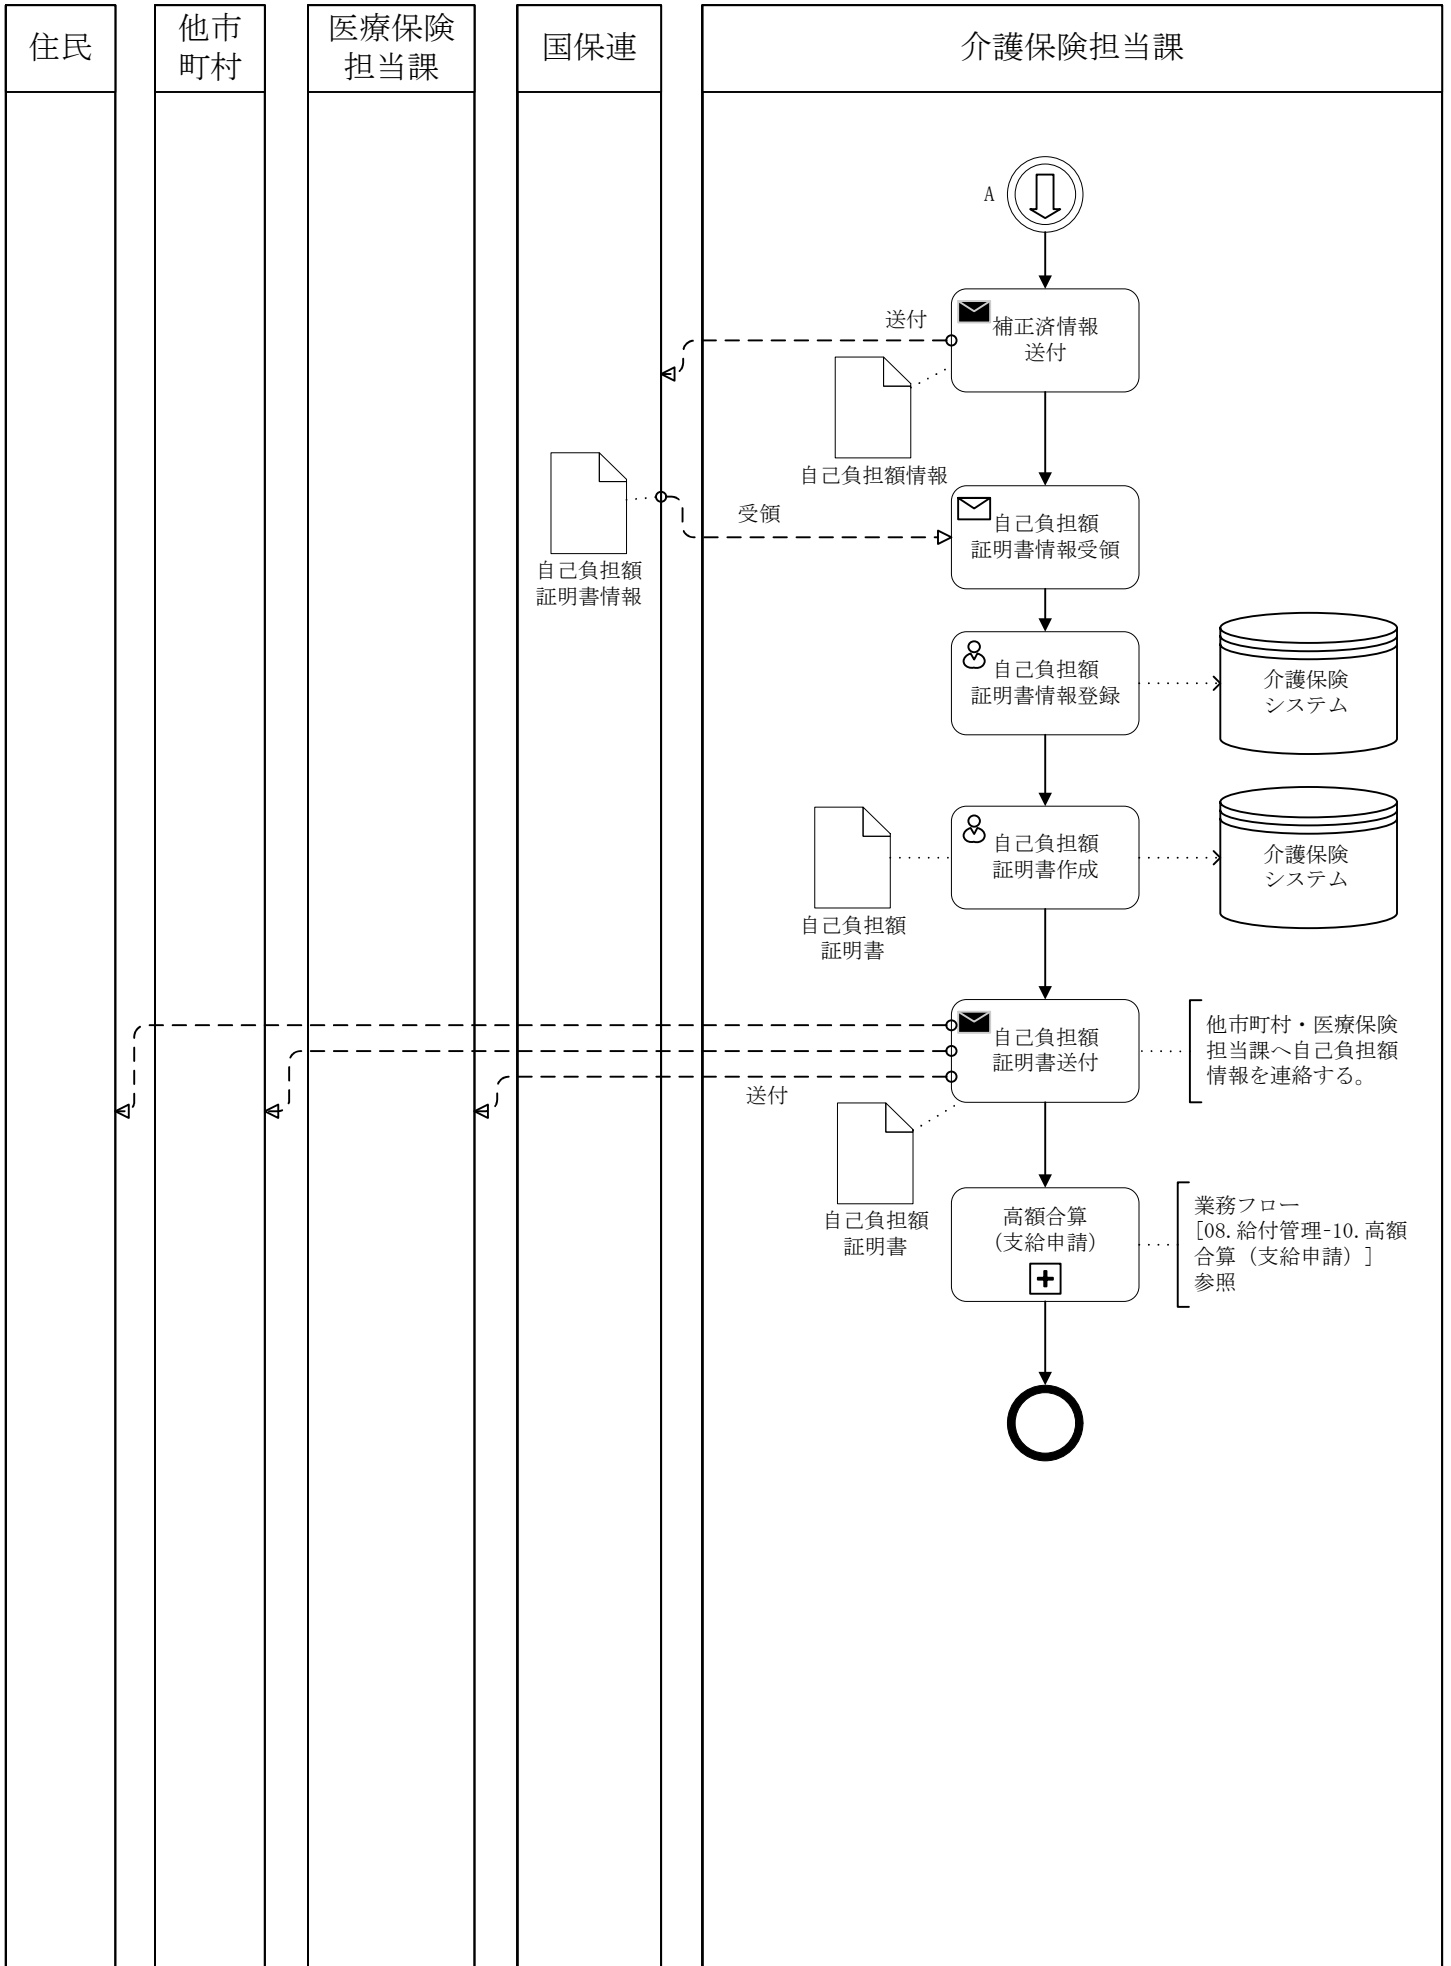 住民
他市
町村
医療保険
担当課
国保連
介護保険担当課
A
送付
補正済情報
送付
自己負担額情報
受領
自己負担額
証明書情報
自己負担額
証明書情報受領
自己負担額
証明書情報登録
介護保険
システム
自己負担額
証明書
自己負担額
証明書作成
介護保険
システム
自己負担額
証明書送付
他市町村・医療保険
担当課へ自己負担額
情報を連絡する。
送付
自己負担額
証明書
高額合算
（支給申請）
業務フロー
[08.給付管理-10.高額
合算（支給申請）]
参照